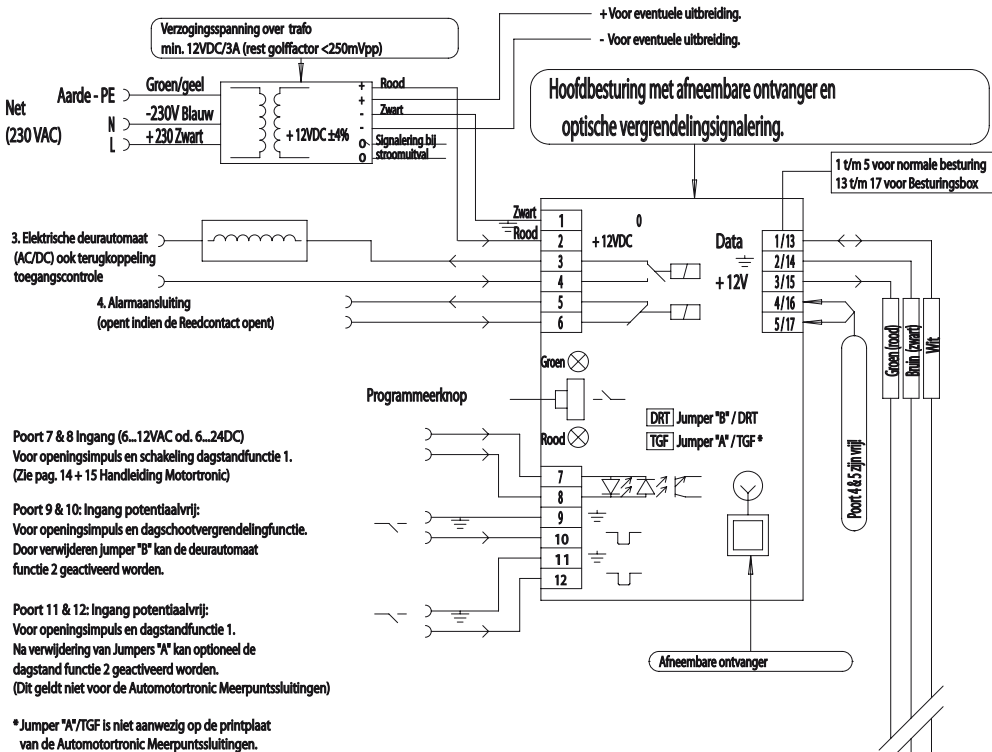 + Voor eventuele uitbreiding.
- Voor eventuele uitbreiding.
Verzogingsspanning over trafo
min. 12VDC/3A (rest golffactor <250mVpp)
Net
(230 VAC)
Aarde - PE
N
L
Groen/geel
-230V Blauw
+ 230 Zwart
+ 12VDC ±4%
+
+
-
-
O
O
Rood
Zwart
Signalering bij
stroomuitval
Hoofdbesturing met afneembare ontvanger en
optische vergrendelingsignalering.
1 t/m 5 voor normale besturing
13 t/m 17 voor Besturingsbox
Zwart
Rood
1
2
3
4
5
6
0
+ 12VDC
Data
+ 12V
1/13
2/14
3/15
4/16
5/17
3. Elektrische deurautomaat
(AC/DC) ook terugkoppeling
toegangscontrole
4. Alarmaansluiting
(opent indien de Reedcontact opent)
Groen (rood)
Bruin (zwart)
Wit
Poort 4 & 5 zijn vrij!
Groen
Programmeerknop
Rood
DRT Jumper "B" / DRT
TGF Jumper "A" / TGF *
Poort 7 & 8 Ingang (6...12VAC od. 6...24DC)
Voor openingsimpuls en schakeling dagstandfunctie 1.
(Zie pag. 14 + 15 Handleiding Motortronic)
7
8
9
10
11
12
Poort 9 & 10: Ingang potentiaalvrij:
Voor openingsimpuls en dagschootvergrendelingfunctie.
Door verwijderen jumper "B" kan de deurautomaat
functie 2 geactiveerd worden.
Poort 11 & 12: Ingang potentiaalvrij:
Voor openingsimpuls en dagstandfunctie 1.
Na verwijdering van Jumpers "A" kan optioneel de
dagstand functie 2 geactiveerd worden.
(Dit geldt niet voor de Automotortronic Meerpuntssluitingen)
Afneembare ontvanger
* Jumper "A"/TGF is niet aanwezig op de printplaat
van de Automotortronic Meerpuntssluitingen.